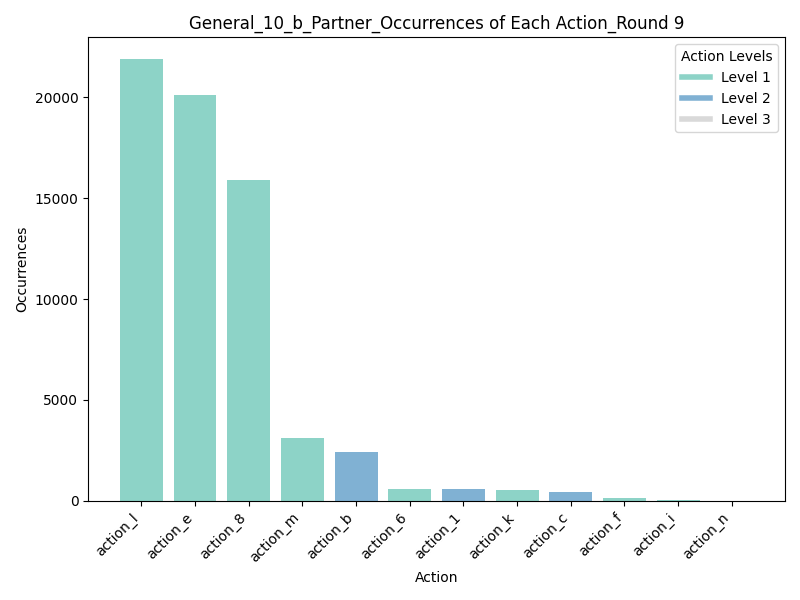 General_10_b_Partner_Occurrences of Each Action_Round 9
Action Levels
Level 1
Level 2
Level 3
Occurrences
20000
15000
10000
5000
0
action_l
action_e
action_8
action_m
action_b
action_6
action_1
action_k
action_c
action_f
action_i
action_n
Action